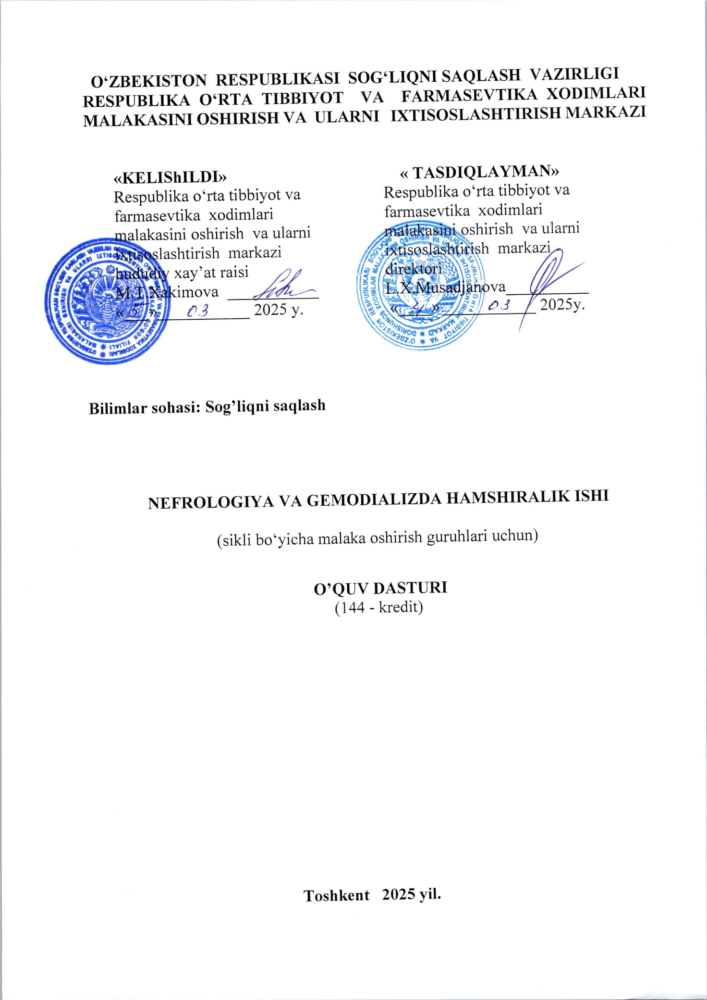 O‘ZBEKISTON RESPUBLIKASI SOG‘LIQNI SAQLASH VAZIRLIGI
RESPUBLIKA O‘RTA TIBBIYOT VA FARMASEVTIKA XODIMLARI
MALAKASINI OSHIRISH VA ULARNI IXTISOSLASHTIRISH MARKAZI
«KELIShILDI»
Respublika o‘rta tibbiyot va
farmasevtika xodimlari
malakasini oshirish va ularni
ixtisoslashtirish markazi
hududiy xay’at raisi
M.T.Xakimova
«5» 03 2025 y.
« TASDIQLAYMAN»
Respublika o‘rta tibbiyot va
farmasevtika xodimlari
malakasini oshirish va ularni
ixtisoslashtirish markazi
direktori
L.X.Musadjanova
«4» 03 2025y.
Bilimlar sohasi: Sog’liqni saqlash
NEFROLOGIYA VA GEMODIALIZDA HAMSHIRALIK ISHI
(sikli bo‘yicha malaka oshirish guruhlari uchun)
O’QUV DASTURI
(144 - kredit)
Toshkent 2025 yil.